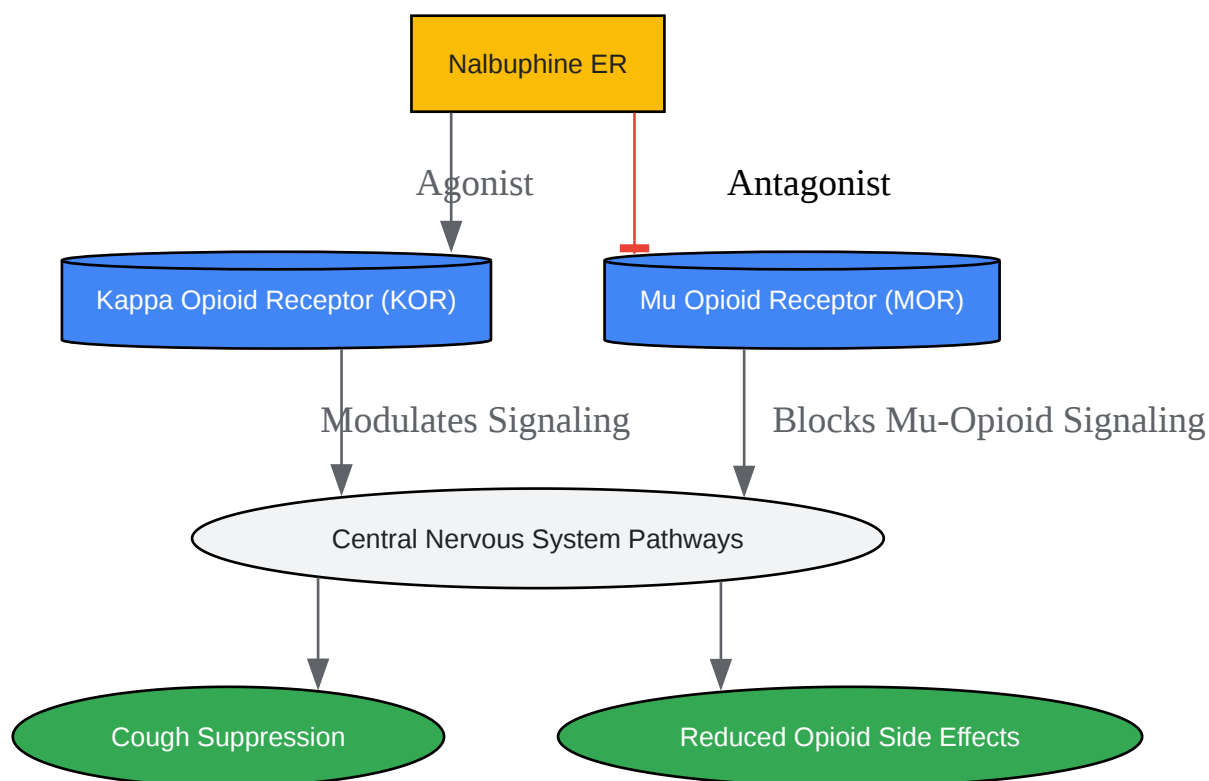 Nalbuphine ER
Agonist
Antagonist
Kappa Opioid Receptor (KOR)
Mu Opioid Receptor (MOR)
Modulates Signaling
Blocks Mu-Opioid Signaling
Central Nervous System Pathways
Cough Suppression
Reduced Opioid Side Effects